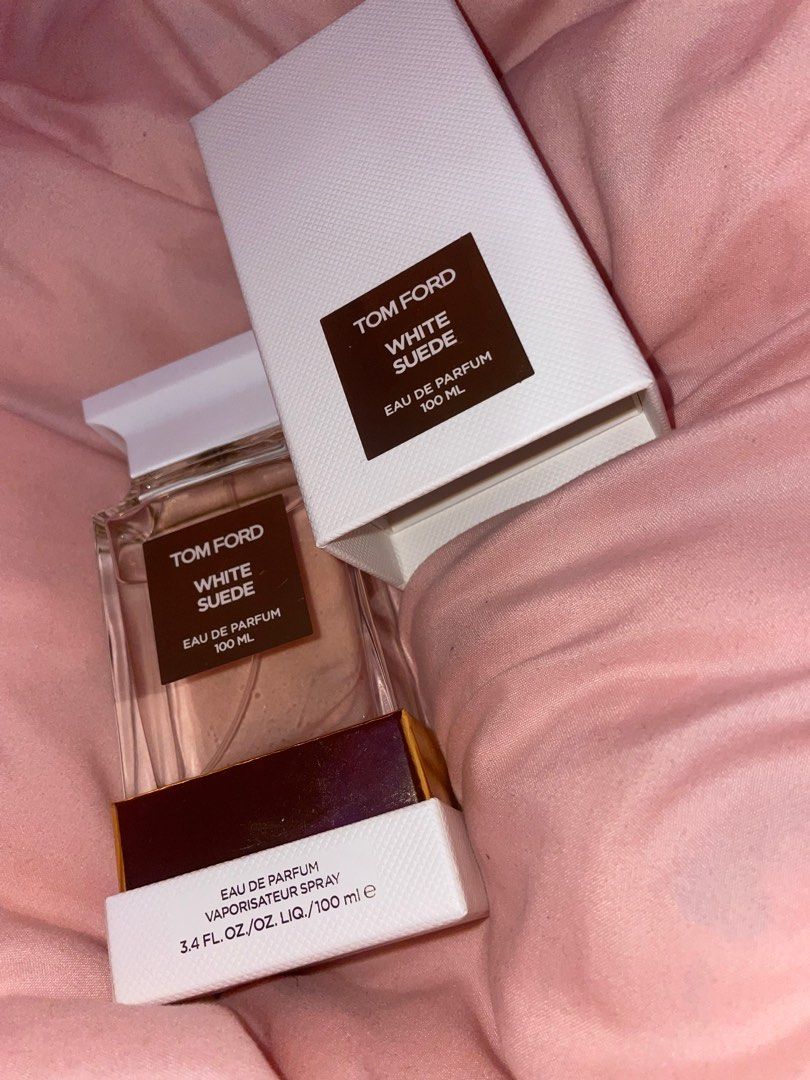 TOM FORD
WHITE
SUEDE
EAU DE PARFUM
100 ML
TOM FORD
WHITE
SUEDE
EAU DE PARFUM
100 ML
EAU DE PARFUM
VAPORISATEUR SPRAY
3.4 FL. OZ./OZ. LIQ./100 ml ℮